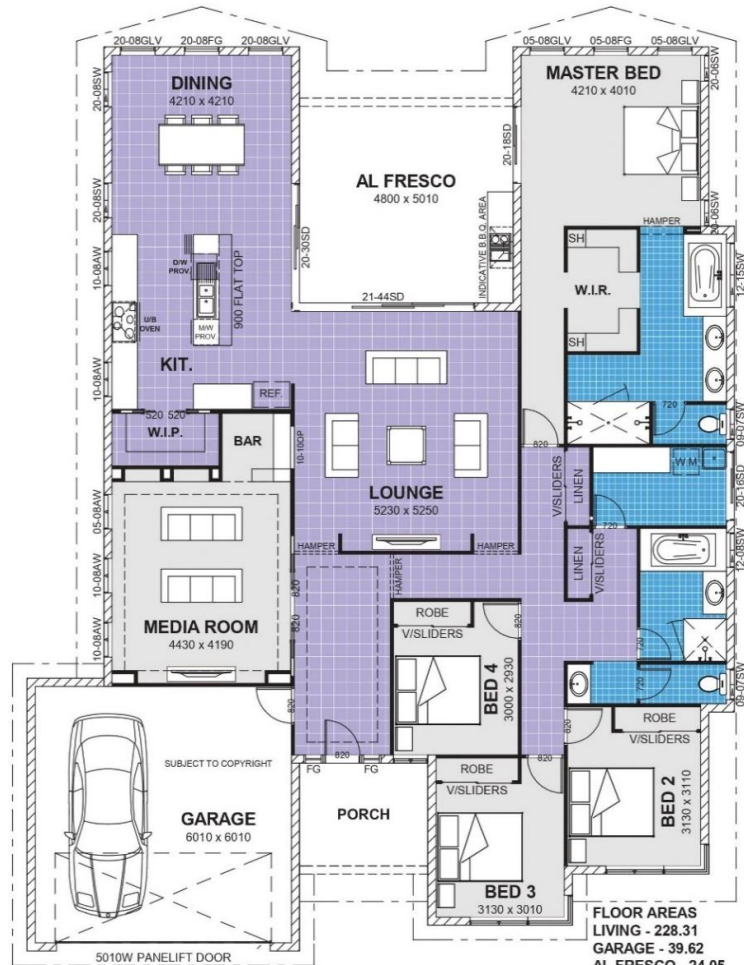 20-08GLV 20-08FG 20-08GLV
05-08GLV 05-08FG 05-08GLV
20-08SW
DINING
4210 x 4210
MASTER BED
4210 x 4010
20-06SW
AL FRESCO
4800 x 5010
20-18SD
20-08SW
20-30SD
INDICATIVE B.B.Q. AREA
HAMPER
20-06SW
10-08AW
D/W
PROV.
900 FLAT TOP
SH
W.I.R.
SH
12-15SW
U/B
OVEN
M/W
PROV
21-44SD
KIT.
10-08AW
REF.
720
09-07SW
520 520
W.I.P.
BAR
10-10OP
820
LOUNGE
5230 x 5250
V/SLIDERS
LINEN
W.M.
720
20-16SD
05-08AW
HAMPER
HAMPER
LINEN
V/SLIDERS
12-08SW
10-08AW
820
820
HAMPER
MEDIA ROOM
4430 x 4190
10-08AW
ROBE
V/SLIDERS
820
BED 4
3000 x 2930
720
720
09-07SW
820
820
SUBJECT TO COPYRIGHT
820
FG
FG
GARAGE
6010 x 6010
PORCH
820
ROBE
V/SLIDERS
BED 3
3130 x 3010
ROBE
V/SLIDERS
BED 2
3130 x 3110
5010W PANELIFT DOOR
FLOOR AREAS
LIVING - 228.31
GARAGE - 39.62
AL FRESCO - 24.05